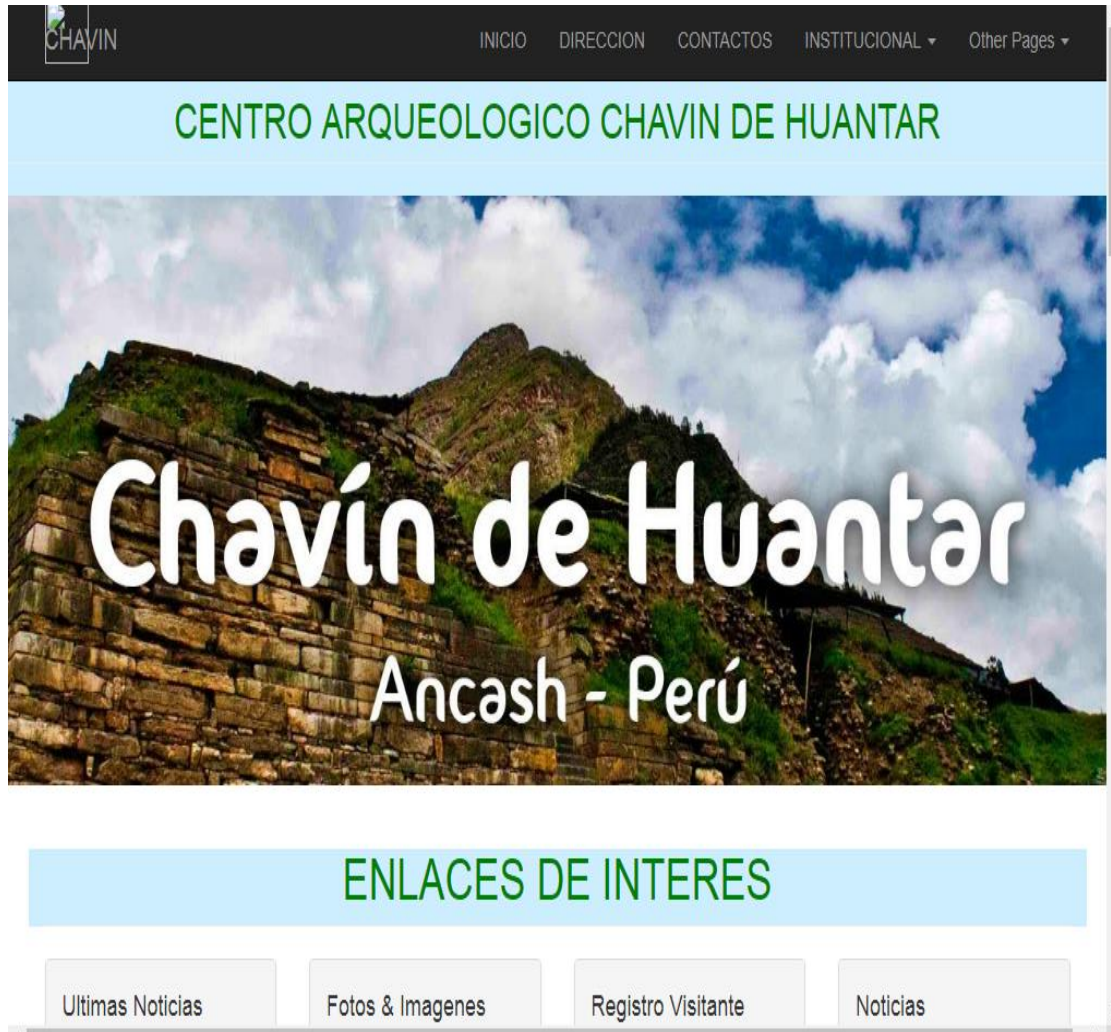 CHAVIN
INICIO DIRECCION CONTACTOS INSTITUCIONAL Other Pages
CENTRO ARQUEOLOGICO CHAVIN DE HUANTAR
Chavín de Huantar
Ancash - Perú
ENLACES DE INTERES
Ultimas Noticias Fotos & Imagenes Registro Visitante Noticias